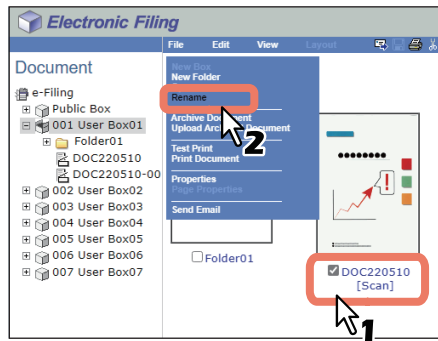 Electronic Filing
File Edit View Layout
Document
e-Filing
Public Box
001 User Box01
Folder01
DOC220510
DOC220510-00
002 User Box02
003 User Box03
004 User Box04
005 User Box05
006 User Box06
007 User Box07
New Box
New Folder
Rename
Archive Document
Upload Archive Document
Test Print
Print Document
Properties
Page Properties
Send Email
2
Folder01
DOC220510
[Scan]
1